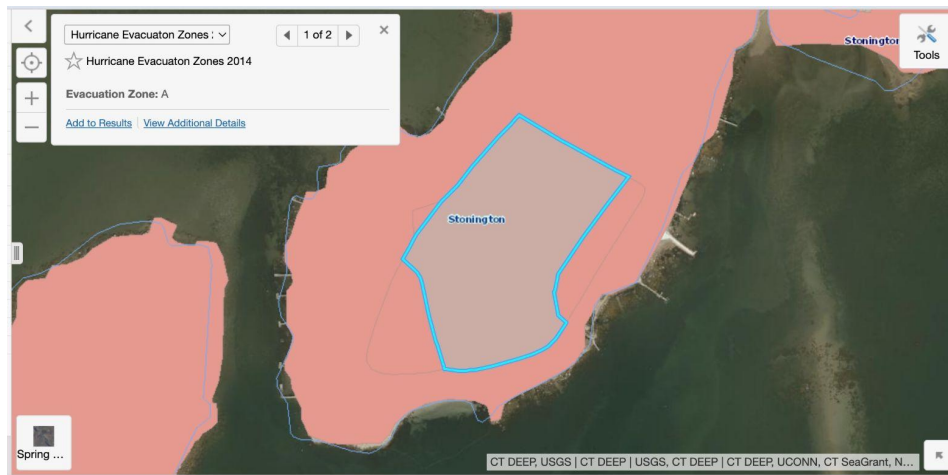 Hurricane Evacuaton Zones :
1 of 2
Hurricane Evacuaton Zones 2014
Evacuation Zone: A
Add to Results | View Additional Details
Stonington
Tools
Stonington
Spring ...
CT DEEP, USGS | CT DEEP | USGS, CT DEEP | CT DEEP, UCONN, CT SeaGrant, N...